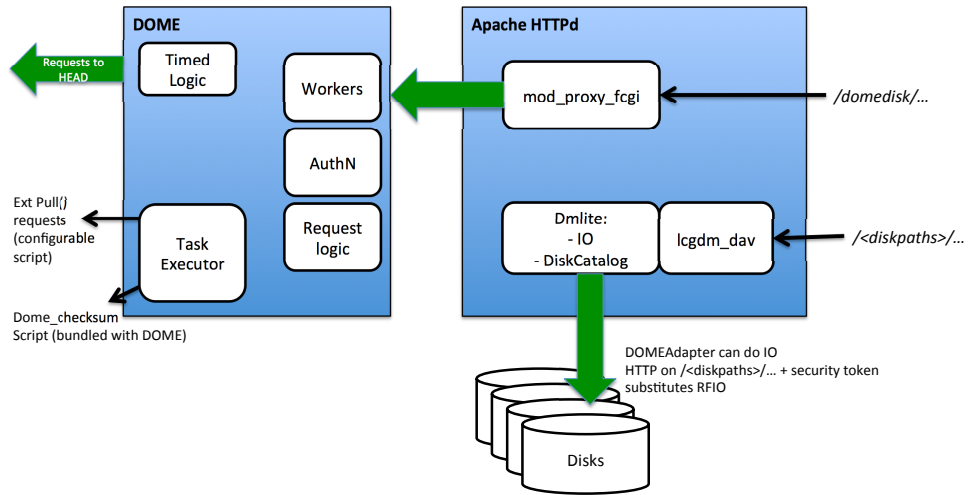 DOME
Requests to
HEAD
Timed
Logic
Workers
AuthN
Request
logic
Ext Pull()
requests
(configurable
script)
Task
Executor
Dome_checksum
Script (bundled with DOME)
Apache HTTPd
mod_proxy_fcgi
/domedisk/...
Dmlite:
- IO
- DiskCatalog
lcgdm_dav
/<diskpaths>/...
DOMEAdapter can do IO
HTTP on /<diskpaths>/... + security token
substitutes RFIO
Disks